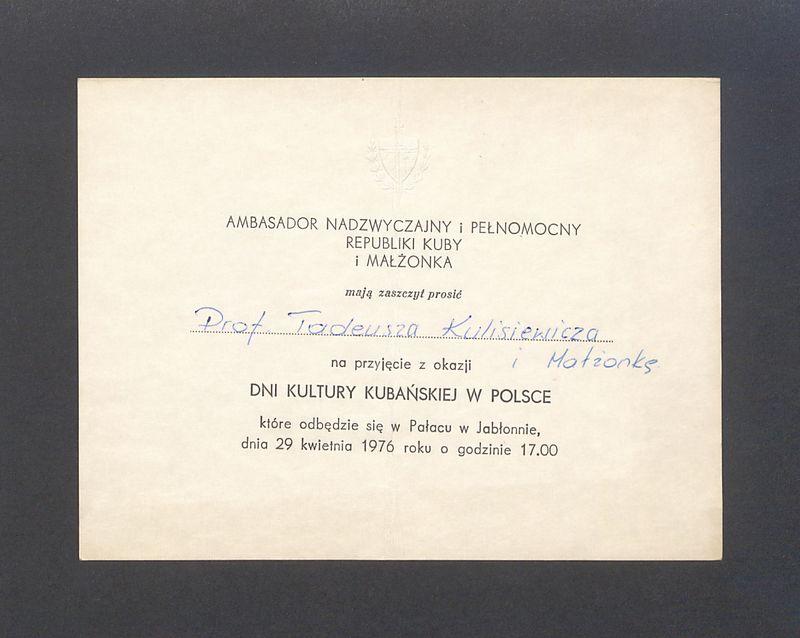 AMBASADOR NADZWYCZAJNY i PEŁNOMOCNY
REPUBLIKI KUBY
i MAŁŻONKA
mają zaszczyt prosić
Prof. Tadeusza Kulisiewicza
i Małżonkę
na przyjęcie z okazji
DNI KULTURY KUBAŃSKIEJ W POLSCE
które odbędzie się w Pałacu w Jabłonnie,
dnia 29 kwietnia 1976 roku o godzinie 17.00